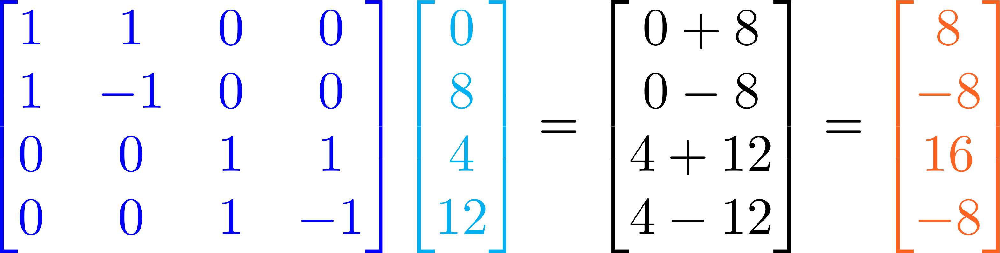 1 1 0 0 0 0 + 8 8
1 −1 0 0 8 0 − 8 −8
= =
0 0 1 1 4 4 + 12 16
0 0 1 −1 12 4 − 12 −8